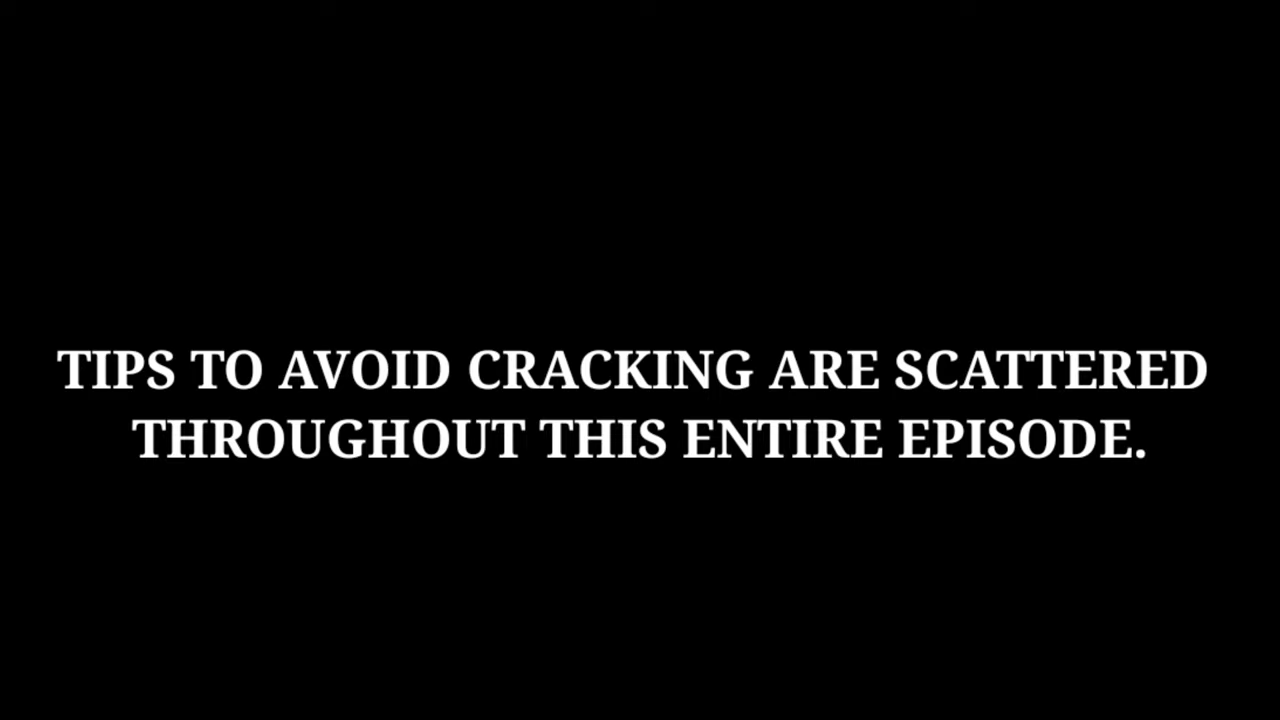 TIPS TO AVOID CRACKING ARE SCATTERED
THROUGHOUT THIS ENTIRE EPISODE.